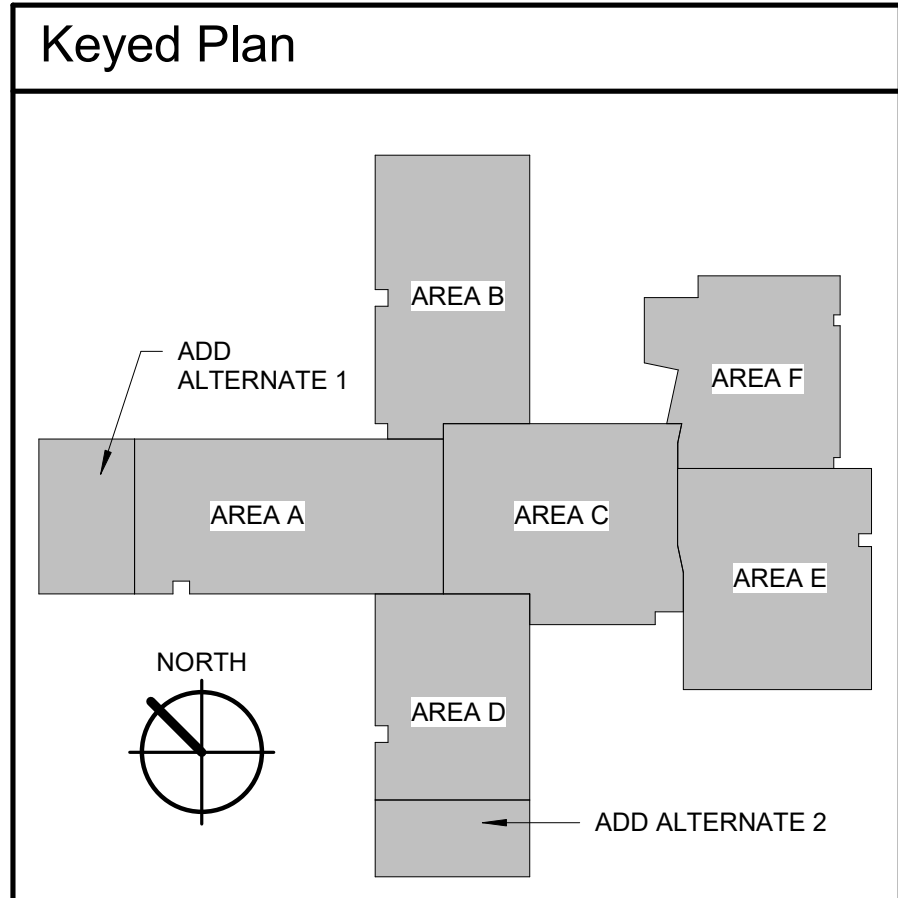 Keyed Plan
AREA B
ADD
ALTERNATE 1
AREA F
AREA A
AREA C
AREA E
NORTH
AREA D
ADD ALTERNATE 2